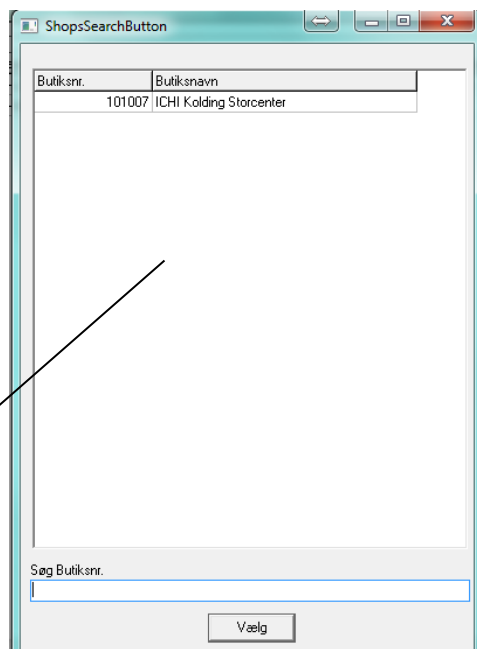 ShopsSearchButton
Butiksnr. Butiksnavn
101007 ICHI Kolding Storcenter
Søg Butiksnr.
Vælg